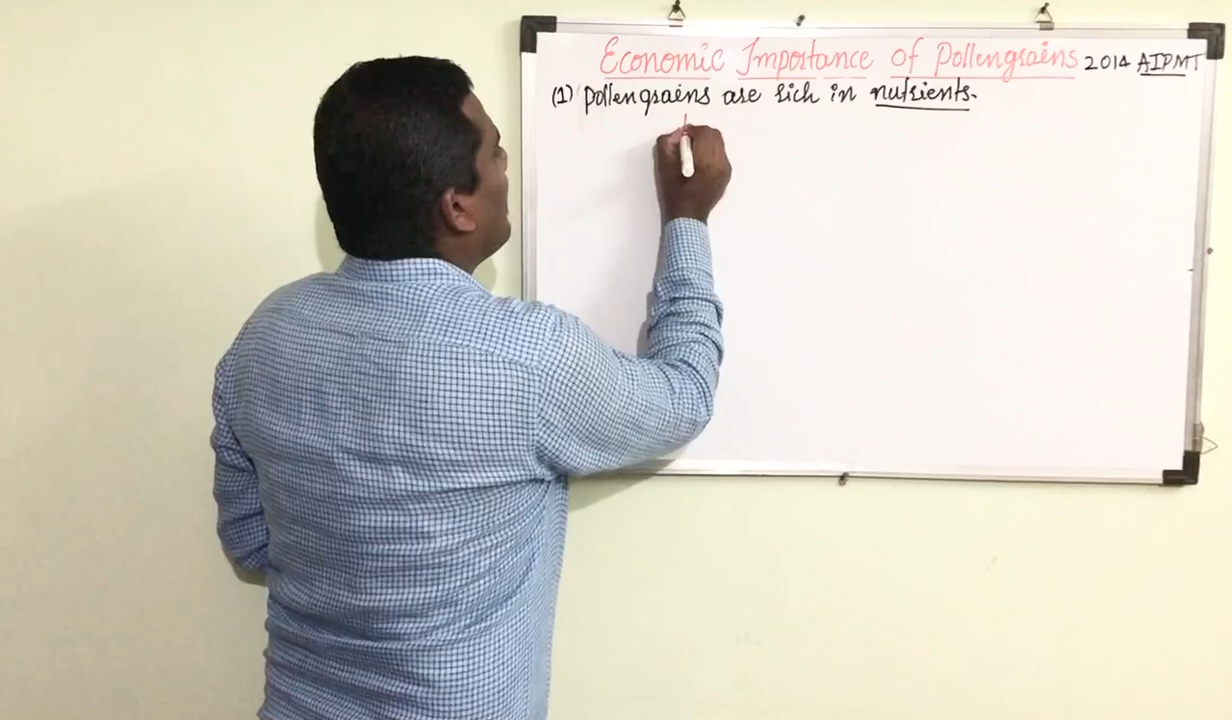 Economic Importance of Pollengrains 2014 AIPMT
(1) Pollengrains are rich in nutrients.